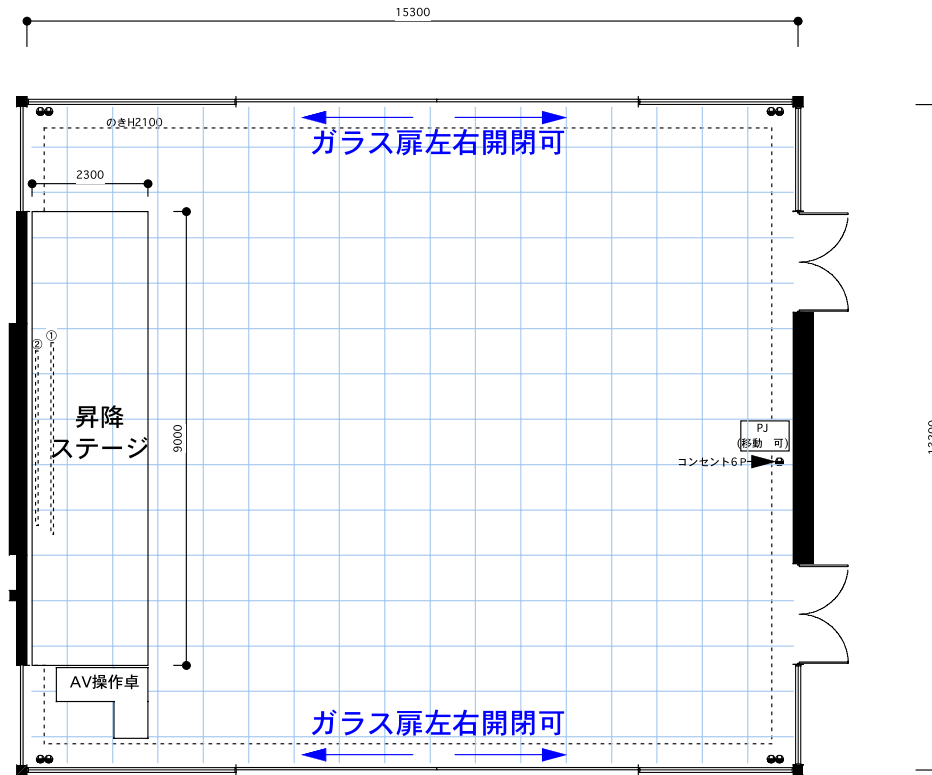 15300
のきH2100
ガラス扉左右開閉可
2300
①
②
昇降
ステージ
9000
PJ
(移動 可)
コンセント6P
AV操作卓
ガラス扉左右開閉可